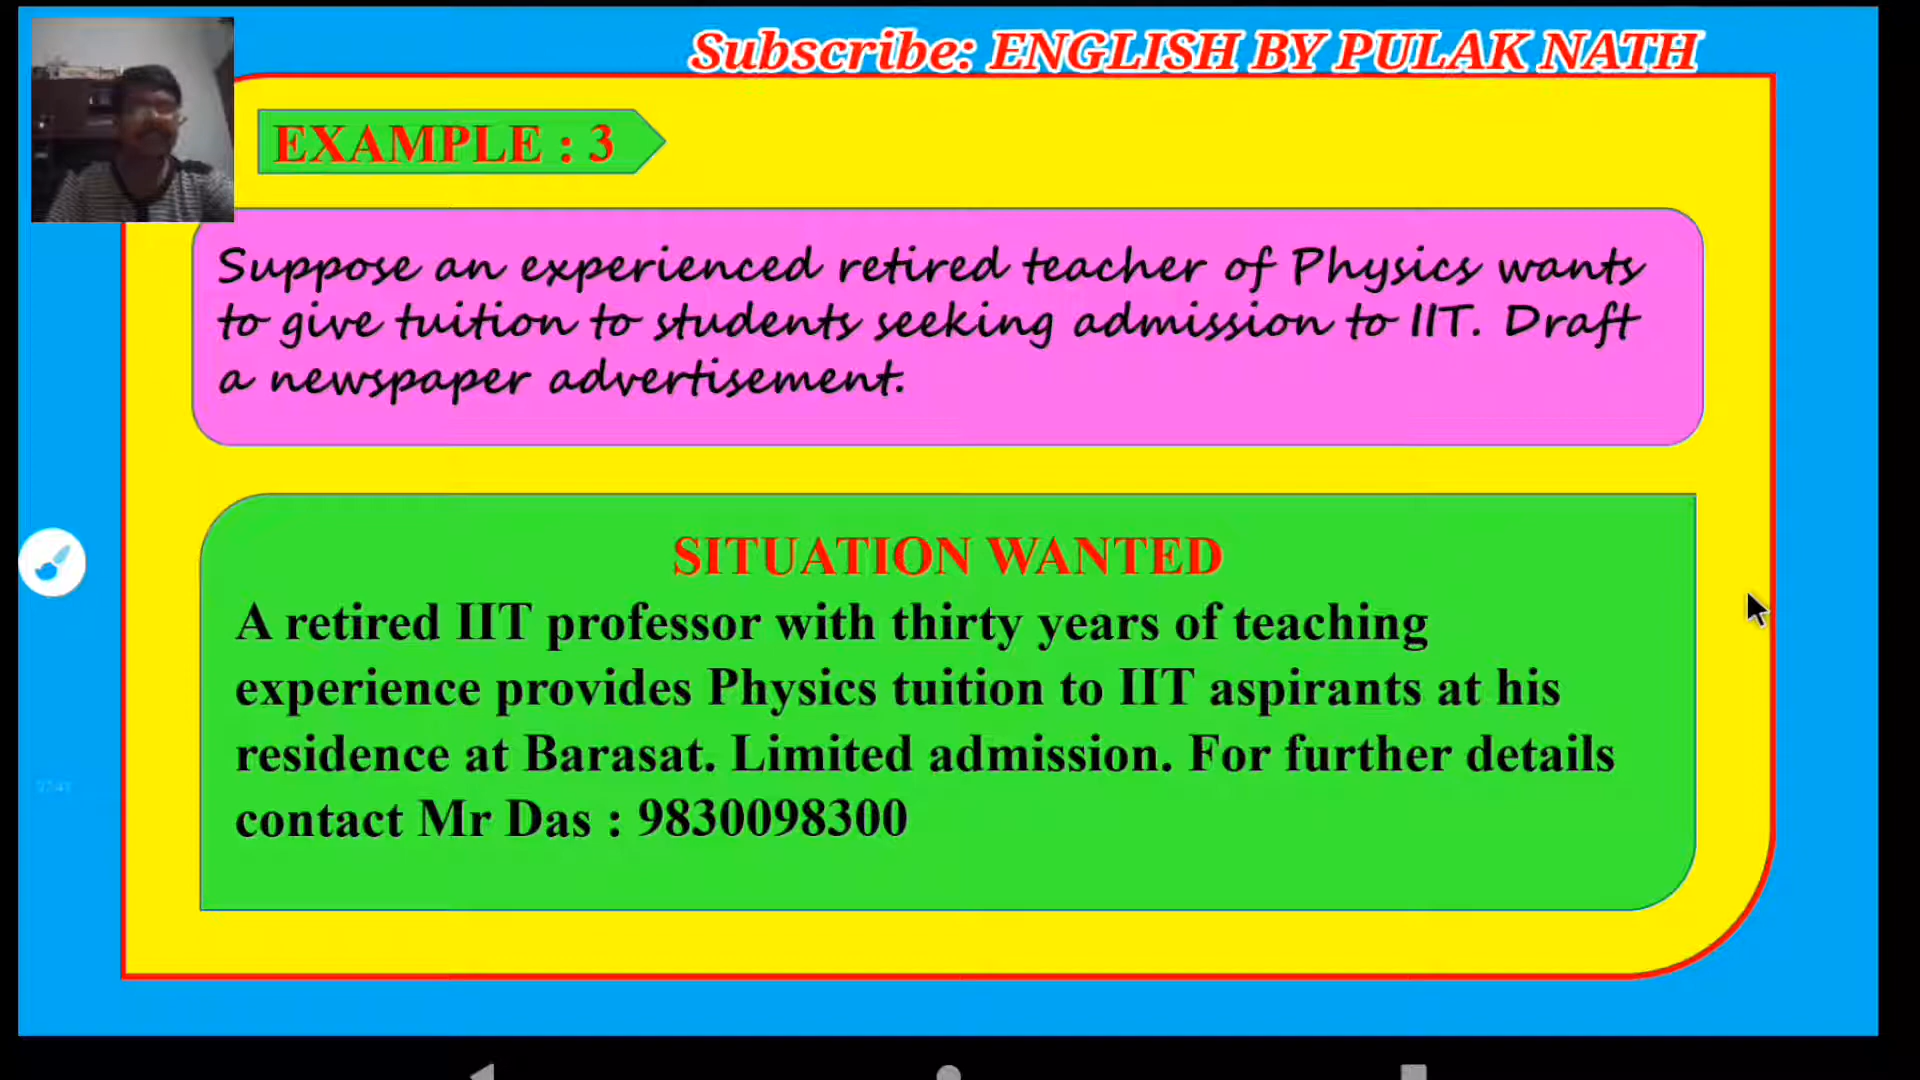 Subscribe: ENGLISH BY PULAK NATH
EXAMPLE : 3
Suppose an experienced retired teacher of Physics wants
to give tuition to students seeking admission to IIT. Draft
a newspaper advertisement.
SITUATION WANTED
A retired IIT professor with thirty years of teaching
experience provides Physics tuition to IIT aspirants at his
residence at Barasat. Limited admission. For further details
contact Mr Das : 9830098300